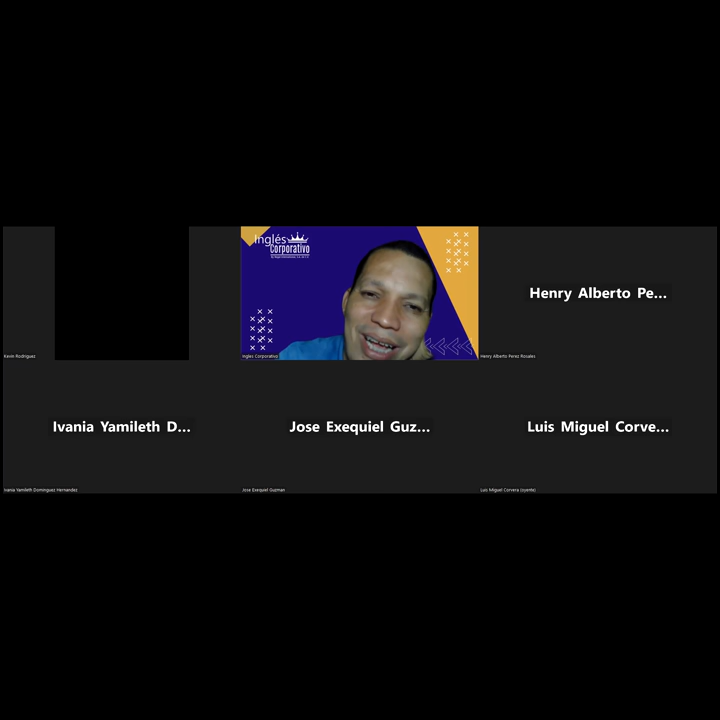 Inglés
Corporativo
Kevin Rodriguez
Inglés Corporativo
Henry Alberto Pe...
Henry Alberto Perez Rosales
Ivania Yamileth D...
Jose Exequiel Guz...
Luis Miguel Corve...
Ivania Yamileth Dominguez Hernandez
Jose Exequiel Guzman
Luis Miguel Corvera (oyente)